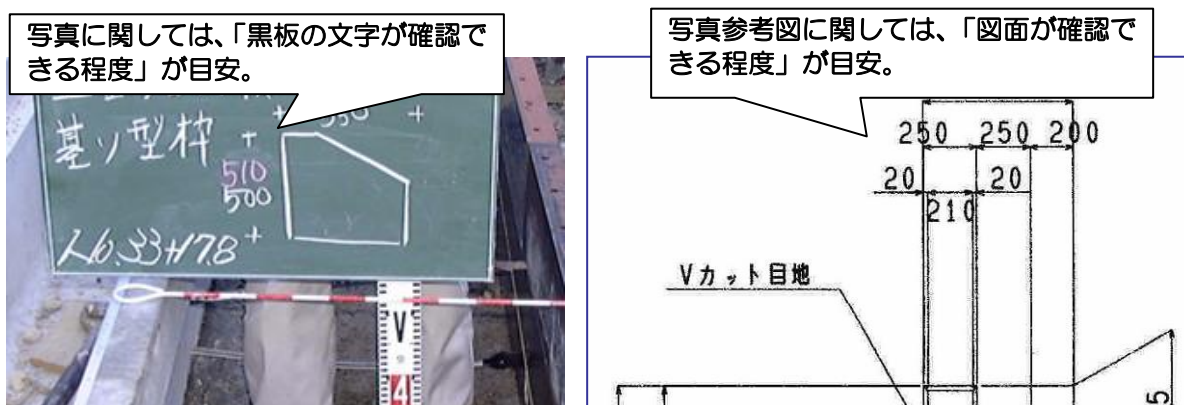 写真に関しては、「黒板の文字が確認で
きる程度」が目安。
基ソ型枠
510
500
No.33+17.8
V
4
写真参考図に関しては、「図面が確認で
きる程度」が目安。
250 250 200
20 20
210
Vカット目地
5